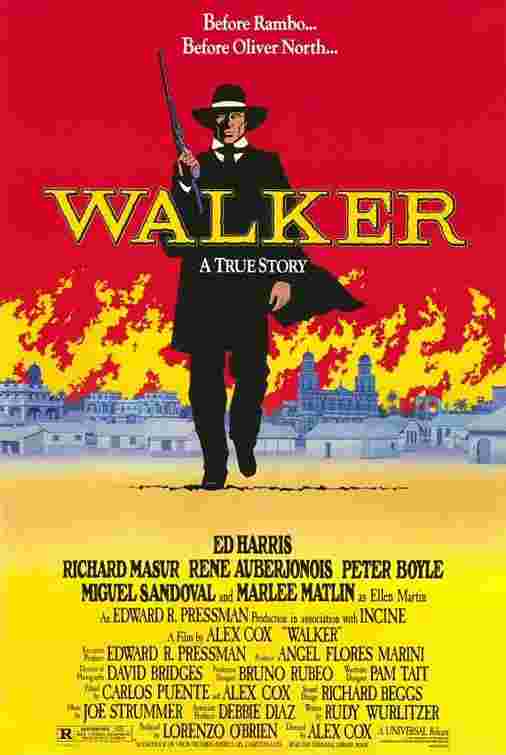 Before Rambo...
Before Oliver North...
WALKER
A TRUE STORY
ED HARRIS
RICHARD MASUR RENE AUBERJONOIS PETER BOYLE
MIGUEL SANDOVAL and MARLEE MATLIN as Ellen Martin
An EDWARD R. PRESSMAN Production in association with INCINE
A Film by ALEX COX "WALKER"
Executive Producer EDWARD R. PRESSMAN Producer ANGEL FLORES MARINI
Director of Photography DAVID BRIDGES Production Designer BRUNO RUBEO Wardrobe Designer PAM TAIT
Edited by CARLOS PUENTE and ALEX COX Sound Design RICHARD BEGGS
Music by JOE STRUMMER Associate Producer DEBBIE DIAZ Written by RUDY WURLITZER
Produced by LORENZO O'BRIEN Directed by ALEX COX A UNIVERSAL Release
R RESTRICTED